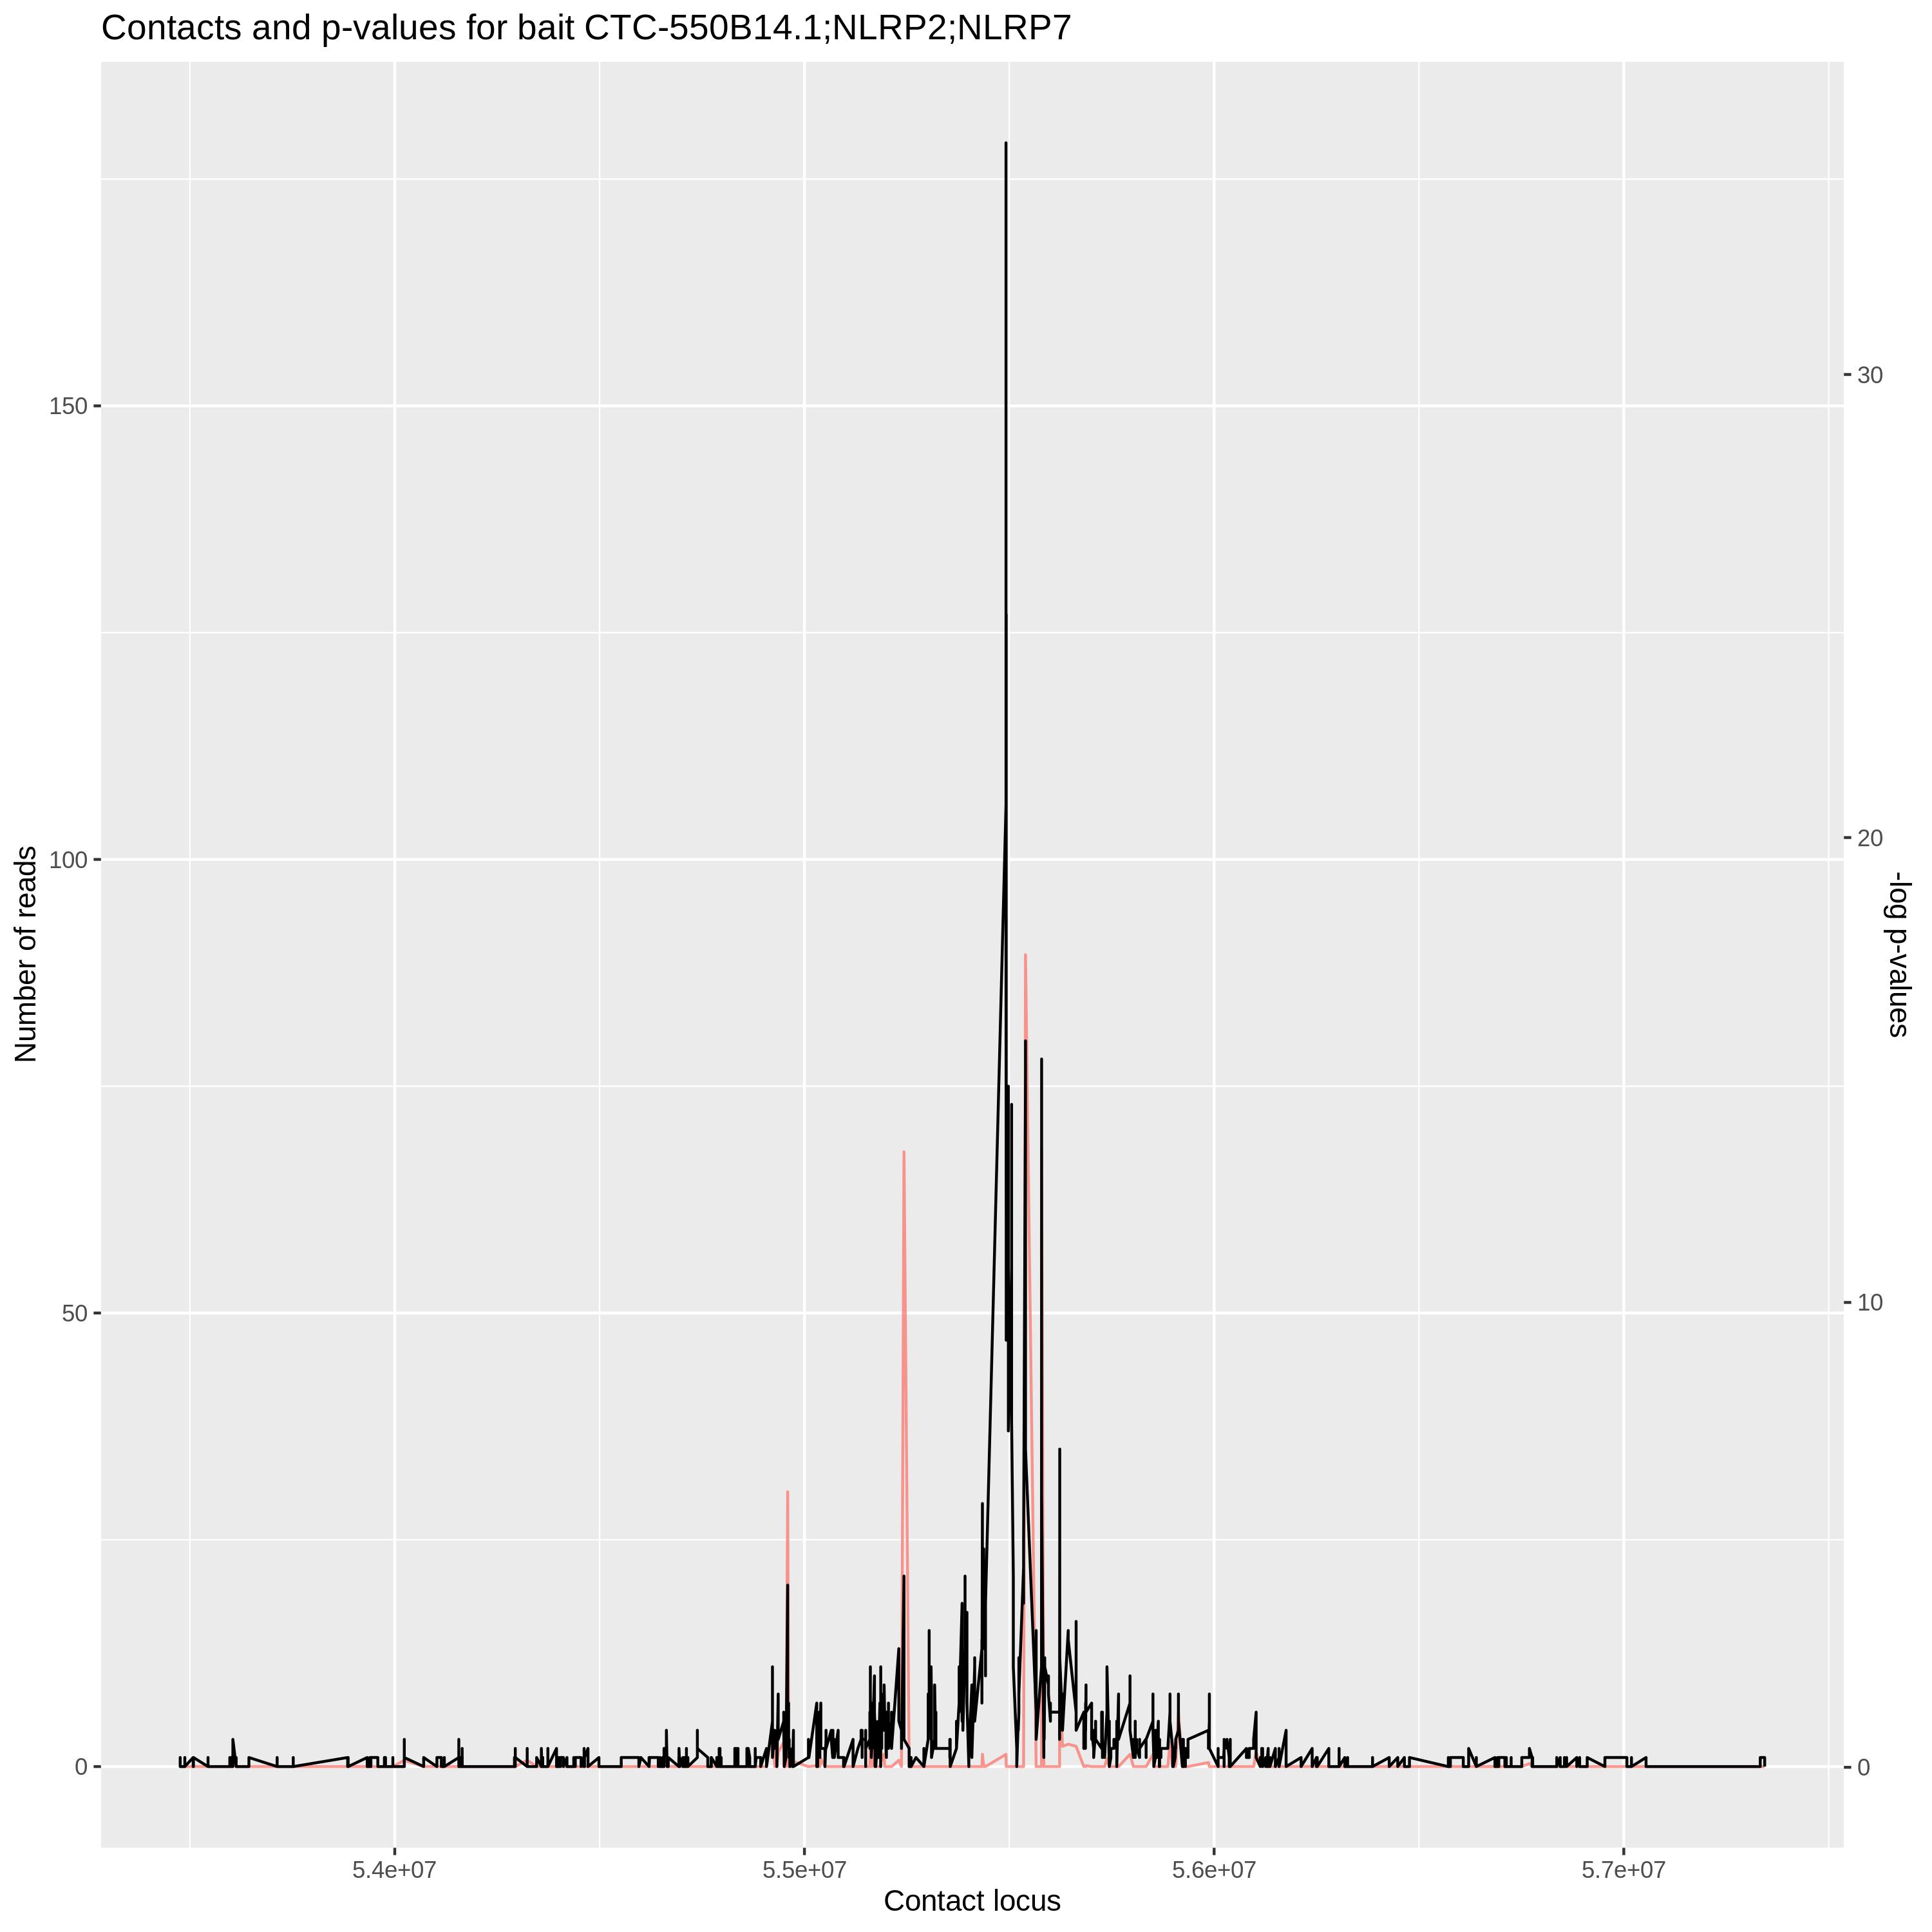 Contacts and p-values for bait CTC-550B14.1;NLRP2;NLRP7
Number of reads
150
100
50
0
30
20
10
0
-log p-values
5.4e+07
5.5e+07
5.6e+07
5.7e+07
Contact locus